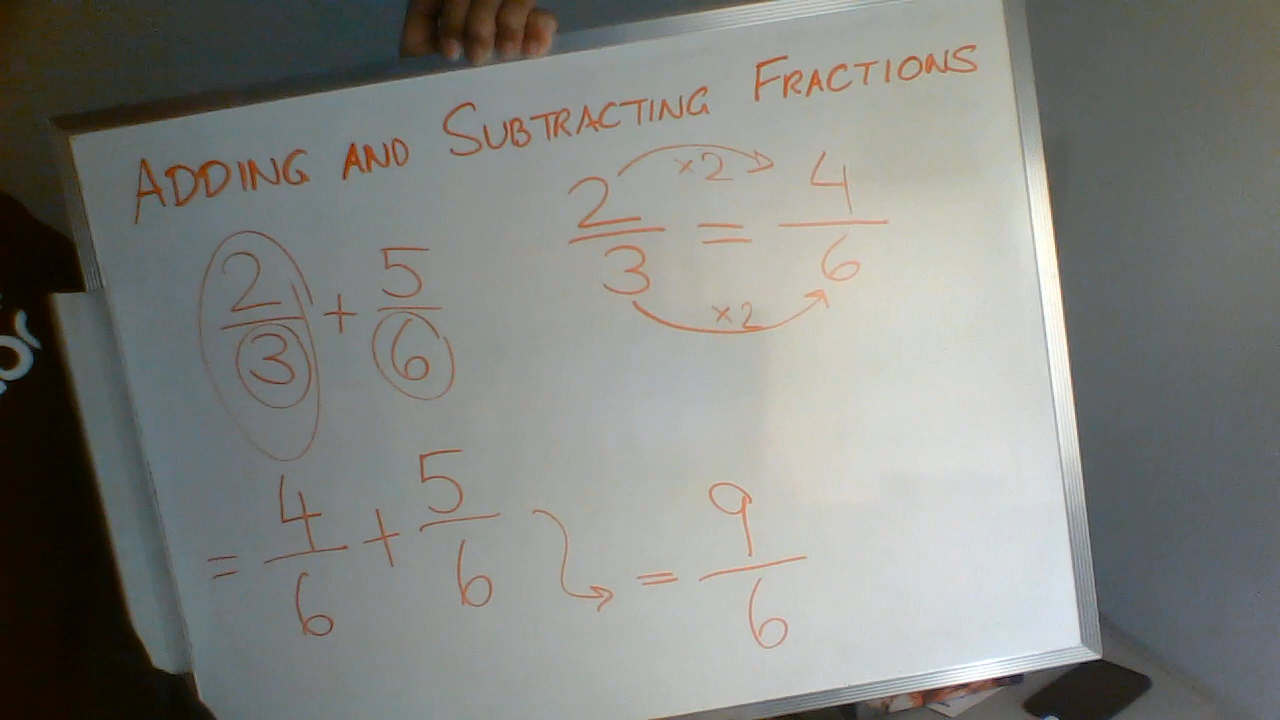 ADDING AND SUBTRACTING FRACTIONS
2/3 + 5/6
2/3 = 4/6
×2
×2
= 4/6 + 5/6 → = 9/6